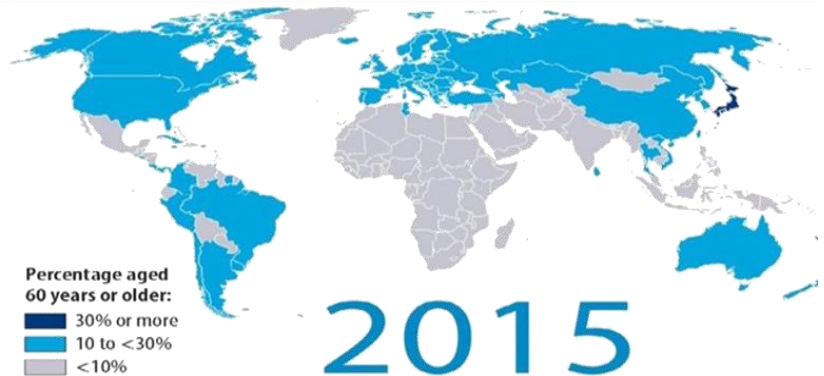 Percentage aged
60 years or older:
30% or more
10 to <30%
<10%
2015